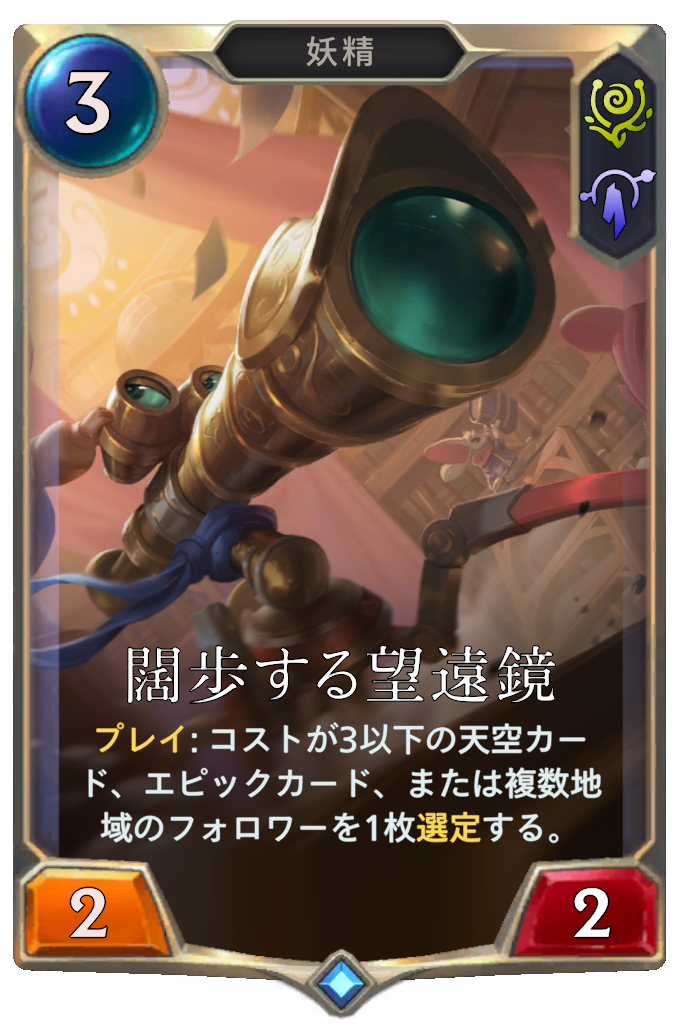 妖精
3
闊歩する望遠鏡
プレイ: コストが3以下の天空カー
ド、エピックカード、または複数地
域のフォロワーを1枚選定する。
2
2